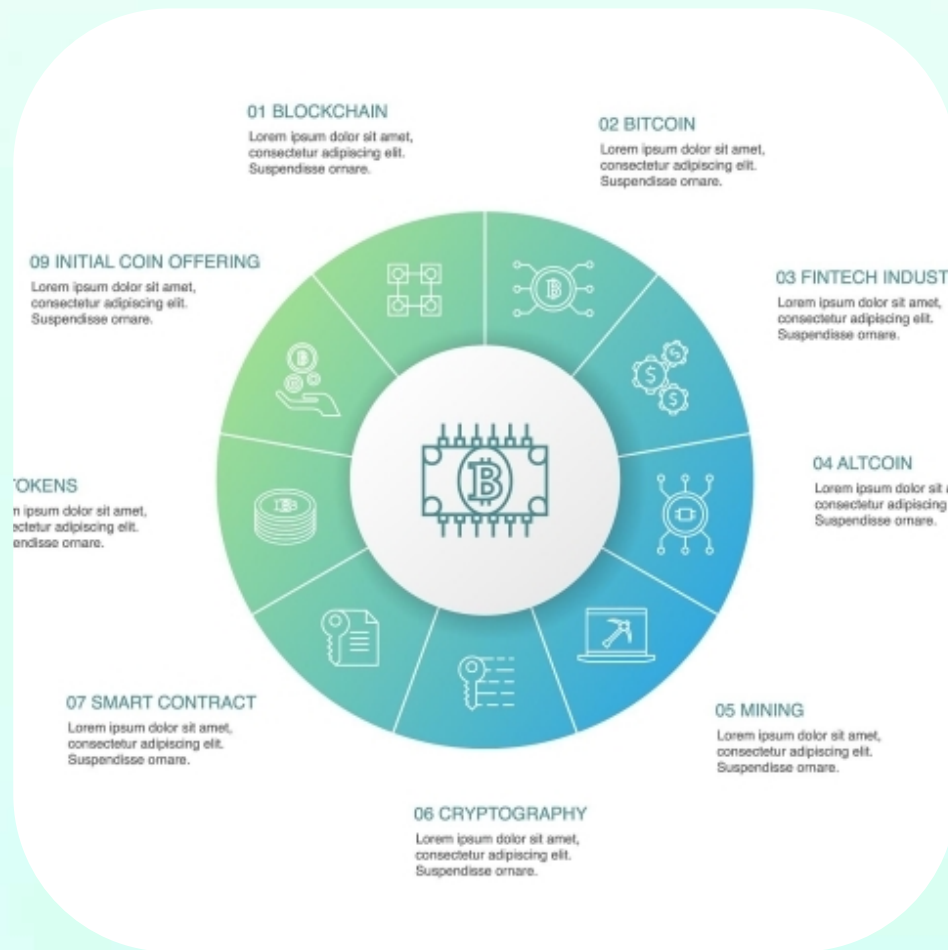 01 BLOCKCHAIN
Lorem ipsum dolor sit amet,
consectetur adipiscing elit.
Suspendisse ornare.
02 BITCOIN
Lorem ipsum dolor sit amet,
consectetur adipiscing elit.
Suspendisse ornare.
03 FINTECH INDUST
Lorem ipsum dolor sit amet,
consectetur adipiscing elit.
Suspendisse ornare.
04 ALTCOIN
Lorem ipsum dolor sit
consectetur adipiscing
Suspendisse ornare.
05 MINING
Lorem ipsum dolor sit amet,
consectetur adipiscing elit.
Suspendisse ornare.
06 CRYPTOGRAPHY
Lorem ipsum dolor sit amet,
consectetur adipiscing elit.
Suspendisse ornare.
07 SMART CONTRACT
Lorem ipsum dolor sit amet,
consectetur adipiscing elit.
Suspendisse ornare.
TOKENS
ipsum dolor sit amet,
ectetur adipiscing elit.
endisse ornare.
09 INITIAL COIN OFFERING
Lorem ipsum dolor sit amet,
consectetur adipiscing elit.
Suspendisse ornare.